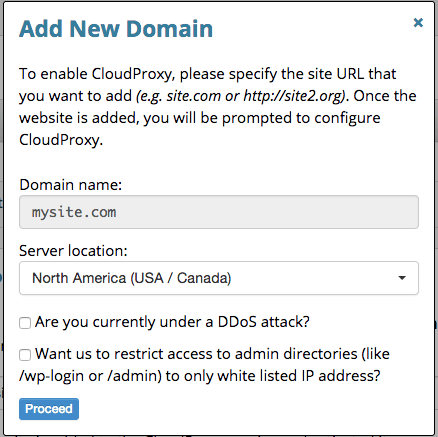 Add New Domain
×
To enable CloudProxy, please specify the site URL that
you want to add (e.g. site.com or http://site2.org). Once the
website is added, you will be prompted to configure
CloudProxy.
Domain name:
mysite.com
Server location:
North America (USA / Canada)
Are you currently under a DDoS attack?
Want us to restrict access to admin directories (like
/wp-login or /admin) to only white listed IP address?
Proceed